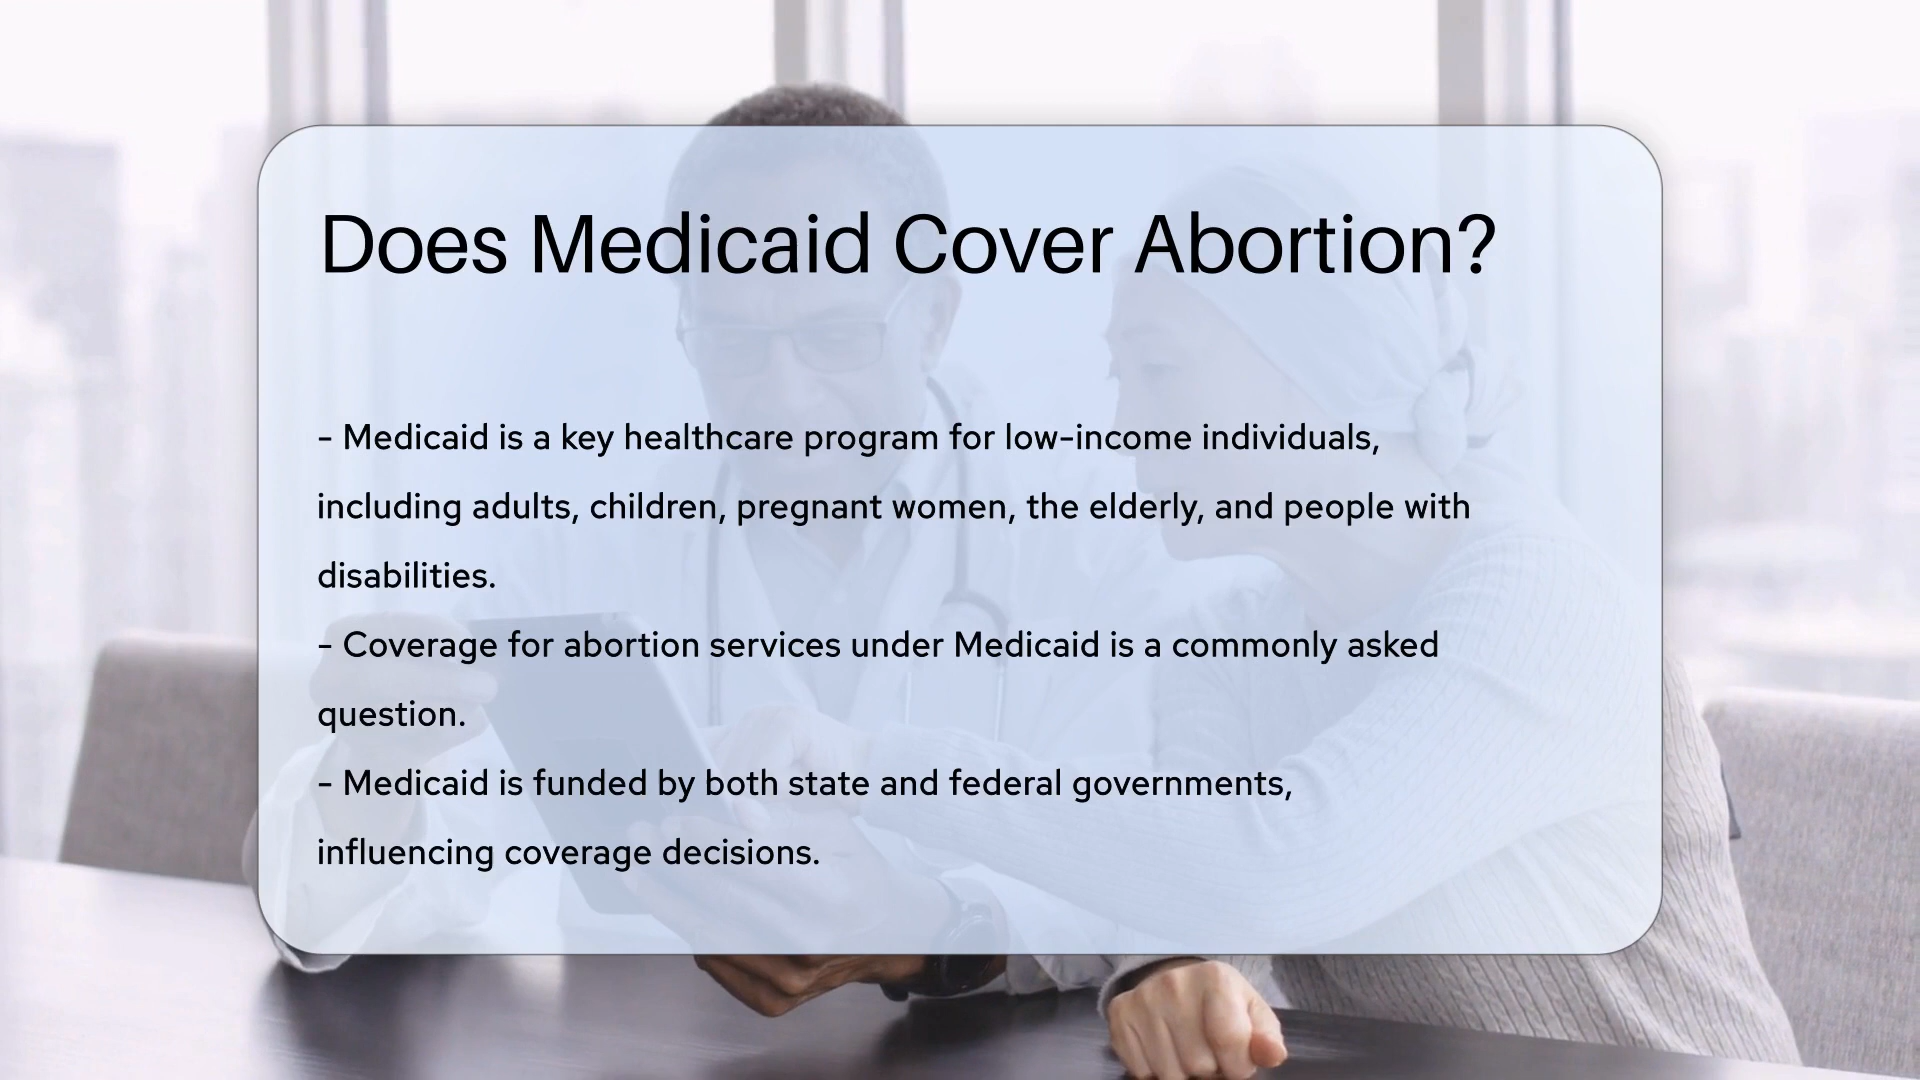 Does Medicaid Cover Abortion?
- Medicaid is a key healthcare program for low-income individuals,
including adults, children, pregnant women, the elderly, and people with
disabilities.
- Coverage for abortion services under Medicaid is a commonly asked
question.
- Medicaid is funded by both state and federal governments,
influencing coverage decisions.